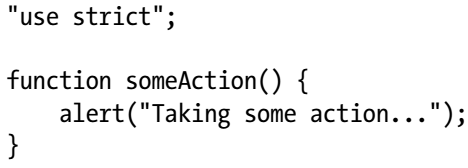 "use strict";

function someAction() {
    alert("Taking some action...");
}